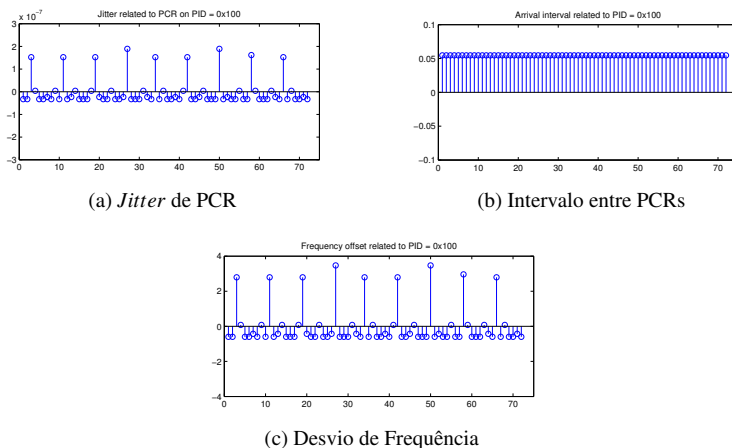 Jitter related to PCR on PID = 0x100
x 10^-7
3
2
1
0
−1
−2
−3
0 10 20 30 40 50 60 70
(a) Jitter de PCR
Arrival interval related to PID = 0x100
0.1
0.05
0
−0.05
−0.1
0 10 20 30 40 50 60 70
(b) Intervalo entre PCRs
Frequency offset related to PID = 0x100
4
2
0
−2
−4
0 10 20 30 40 50 60 70
(c) Desvio de Frequência